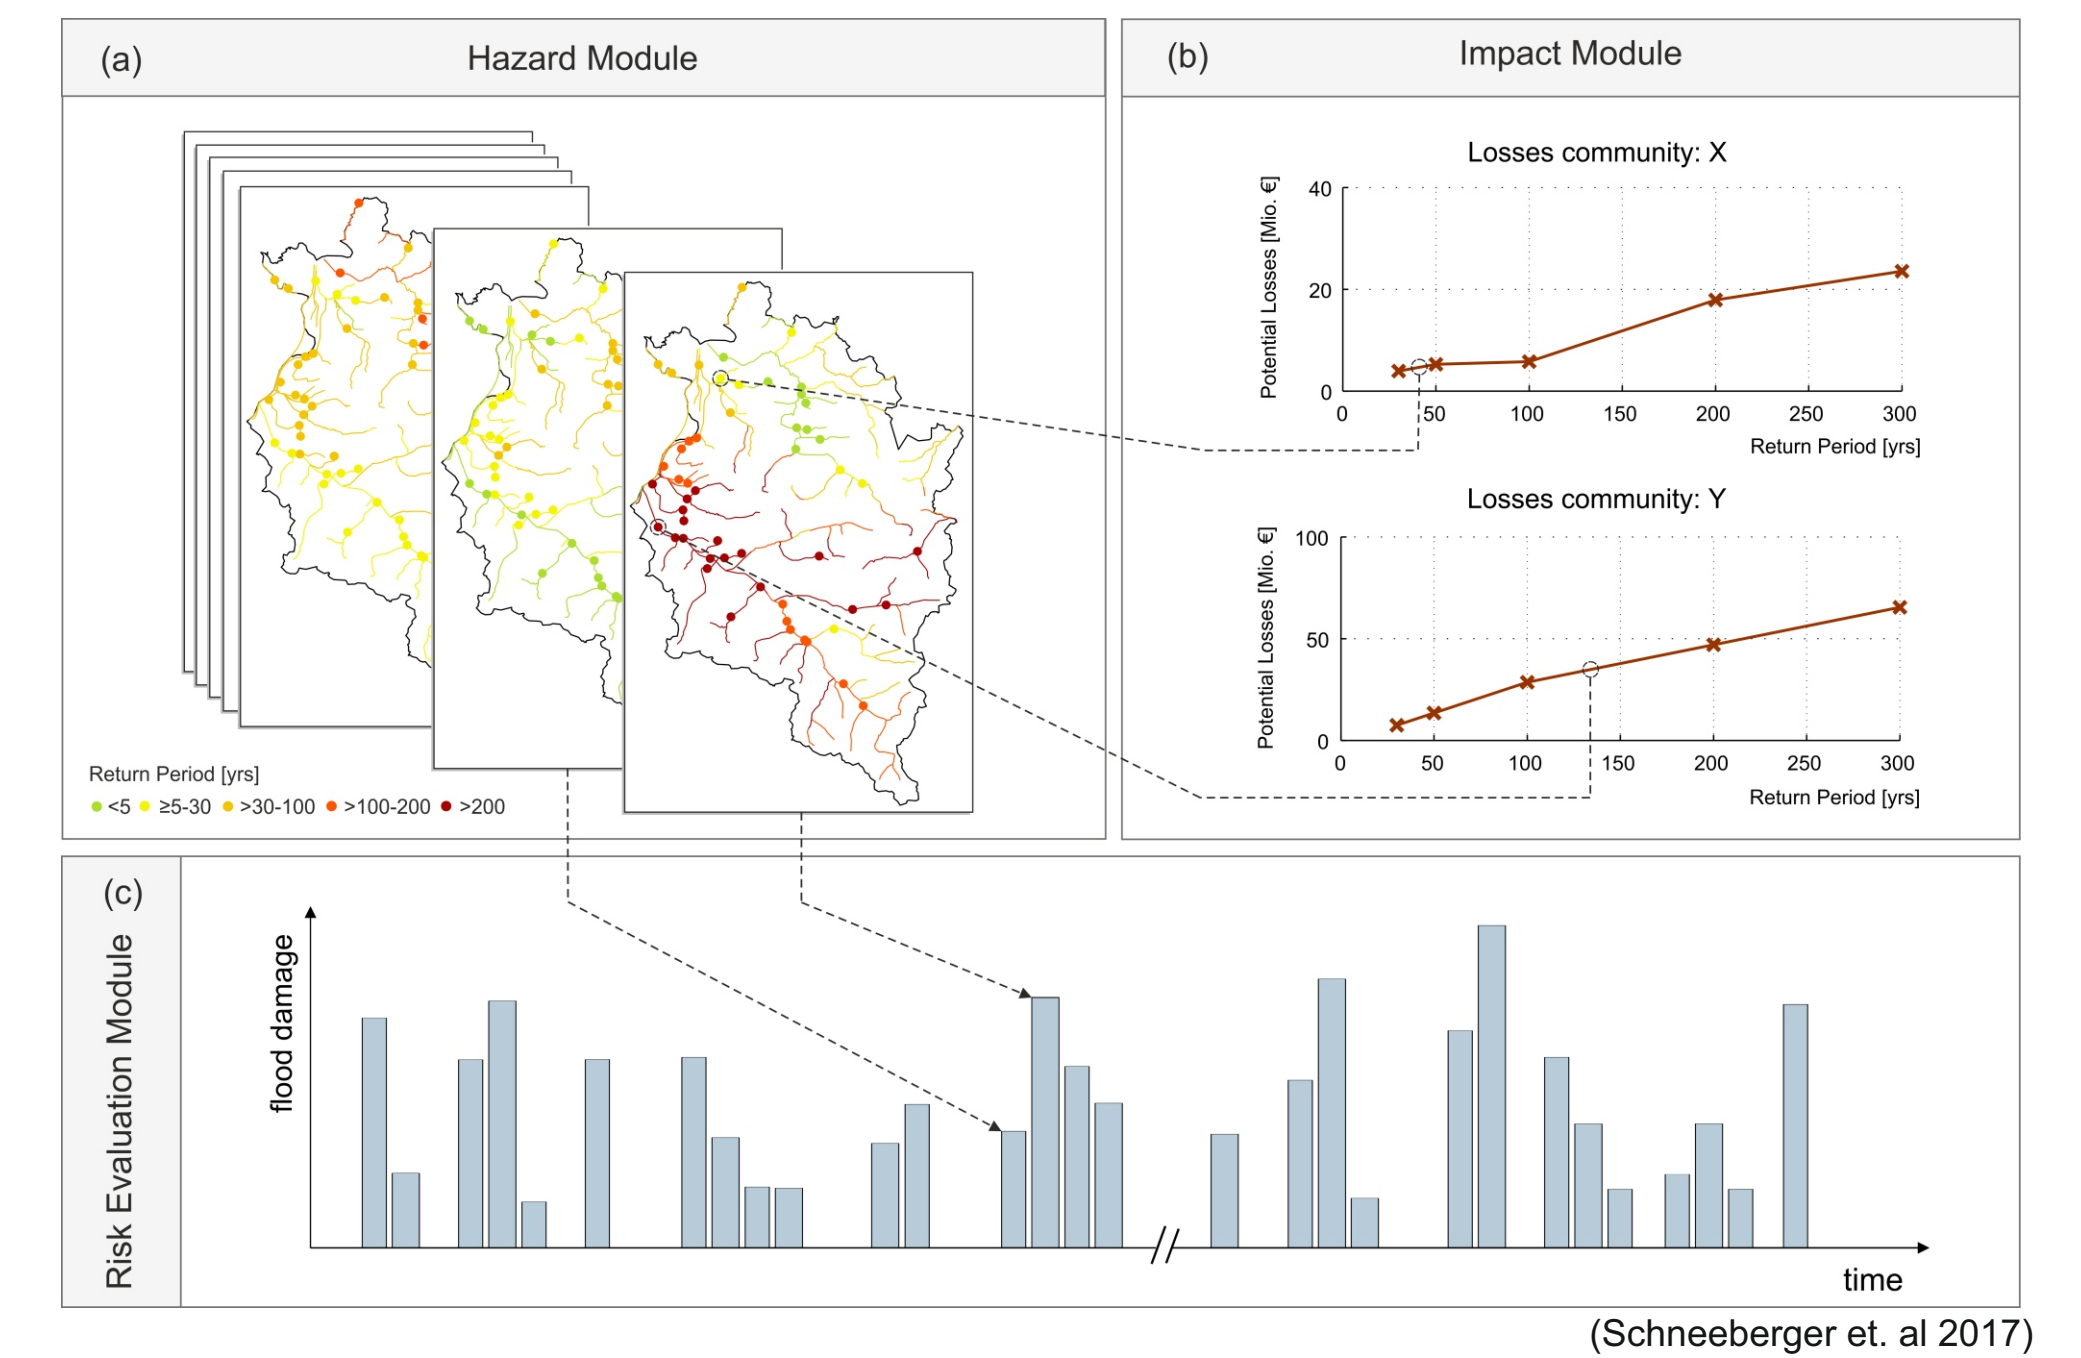 (a) Hazard Module
Return Period [yrs]
<5 ≥5-30 >30-100 >100-200 >200
(b) Impact Module
Losses community: X
Potential Losses [Mio. €]
40
20
0
0 50 100 150 200 250 300
Return Period [yrs]
Losses community: Y
Potential Losses [Mio. €]
100
50
0
0 50 100 150 200 250 300
Return Period [yrs]
(c)
Risk Evaluation Module
flood damage
time
(Schneeberger et. al 2017)